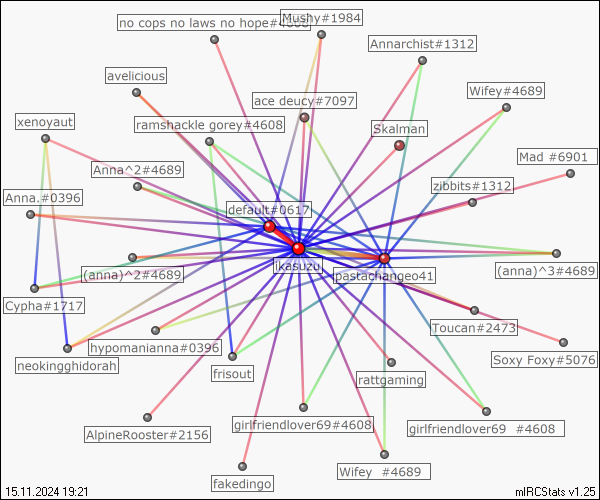 no cops no laws no hope#4608
Mushy#1984
Annarchist#1312
avelicious
Wifey#4689
ace deucy#7097
xenoyaut
ramshackle gorey#4608
Skalman
Mad #6901
Anna^2#4689
zibbits#1312
Anna.#0396
default#0617
(anna)^2#4689
jkasuzu
pastachangeo41
(anna)^3#4689
Cypha#1717
Toucan#2473
hypomanianna#0396
neokingghidorah
Soxy Foxy#5076
frisout
rattgaming
AlpineRooster#2156
girlfriendlover69#4608
girlfriendlover69 #4608
fakedingo
Wifey #4689
15.11.2024 19:21
mIRCStats v1.25